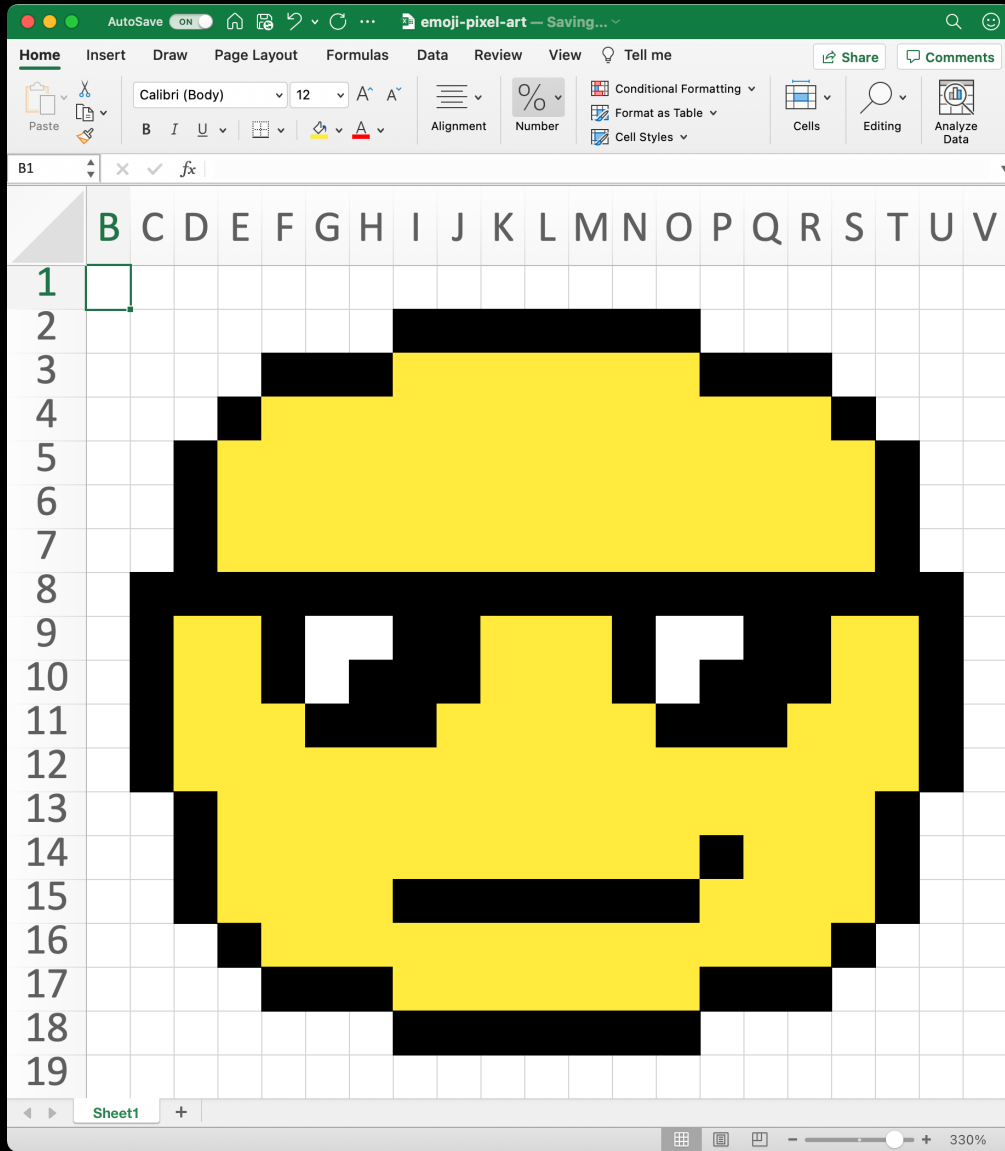 AutoSave ON emoji-pixel-art — Saving...
Home Insert Draw Page Layout Formulas Data Review View Tell me Share Comments
Paste
Calibri (Body) 12 A A
B I U A
Alignment
%
Number
Conditional Formatting
Format as Table
Cell Styles
Cells
Editing
Analyze
Data
B1 fx
B C D E F G H I J K L M N O P Q R S T U V
1
2
3
4
5
6
7
8
9
10
11
12
13
14
15
16
17
18
19
Sheet1 +
330%